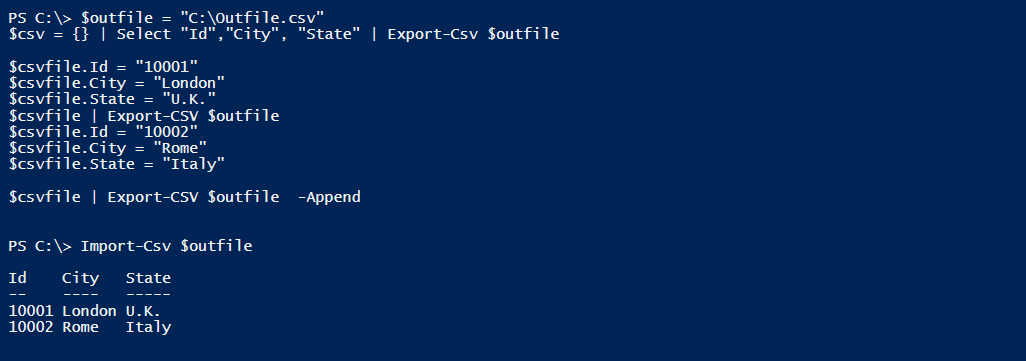 PS C:\> $outfile = "C:\Outfile.csv"
$csv = {} | Select "Id","City", "State" | Export-Csv $outfile
$csvfile.Id = "10001"
$csvfile.City = "London"
$csvfile.State = "U.K."
$csvfile | Export-CSV $outfile
$csvfile.Id = "10002"
$csvfile.City = "Rome"
$csvfile.State = "Italy"
$csvfile | Export-CSV $outfile  -Append
PS C:\> Import-Csv $outfile
Id    City   State
--    ----   -----
10001 London U.K.
10002 Rome   Italy